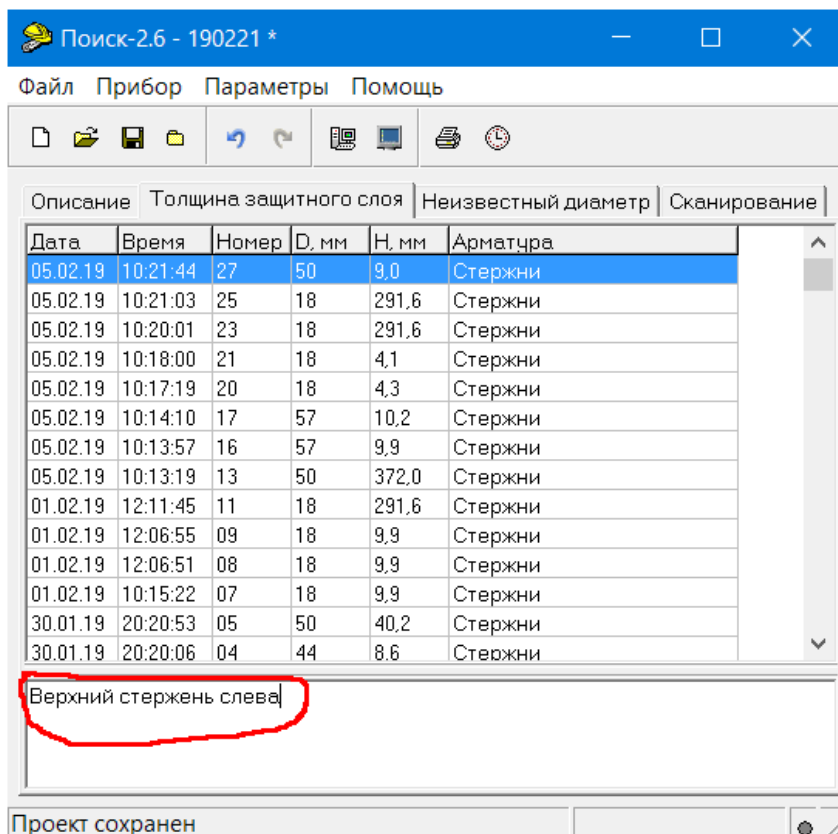 Поиск-2.6 - 190221 *
Файл Прибор Параметры Помощь
Описание Толщина защитного слоя Неизвестный диаметр Сканирование
Дата Время Номер D, мм H, мм Арматура
05.02.19 10:21:44 27 50 9,0 Стержни
05.02.19 10:21:03 25 18 291,6 Стержни
05.02.19 10:20:01 23 18 291,6 Стержни
05.02.19 10:18:00 21 18 4,1 Стержни
05.02.19 10:17:19 20 18 4,3 Стержни
05.02.19 10:14:10 17 57 10,2 Стержни
05.02.19 10:13:57 16 57 9,9 Стержни
05.02.19 10:13:19 13 50 372,0 Стержни
01.02.19 12:11:45 11 18 291,6 Стержни
01.02.19 12:06:55 09 18 9,9 Стержни
01.02.19 12:06:51 08 18 9,9 Стержни
01.02.19 10:15:22 07 18 9,9 Стержни
30.01.19 20:20:53 05 50 40,2 Стержни
30.01.19 20:20:06 04 44 8,6 Стержни
Верхний стержень слева
Проект сохранен